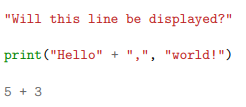 "Will this line be displayed?"
print("Hello" + ",", "world!")
5 + 3